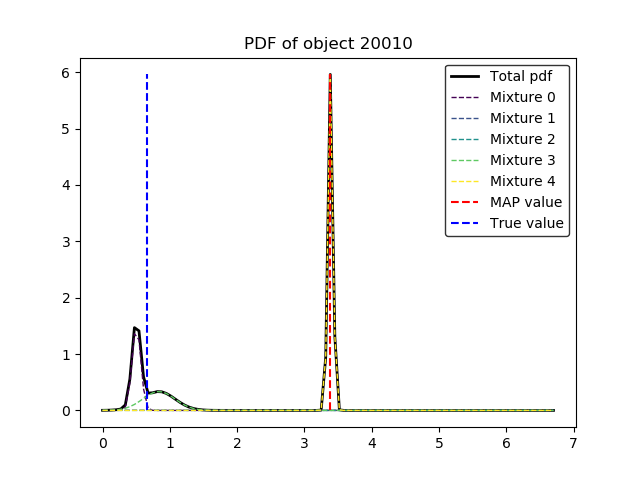 PDF of object 20010
Total pdf
Mixture 0
Mixture 1
Mixture 2
Mixture 3
Mixture 4
MAP value
True value
6
5
4
3
2
1
0
0 1 2 3 4 5 6 7